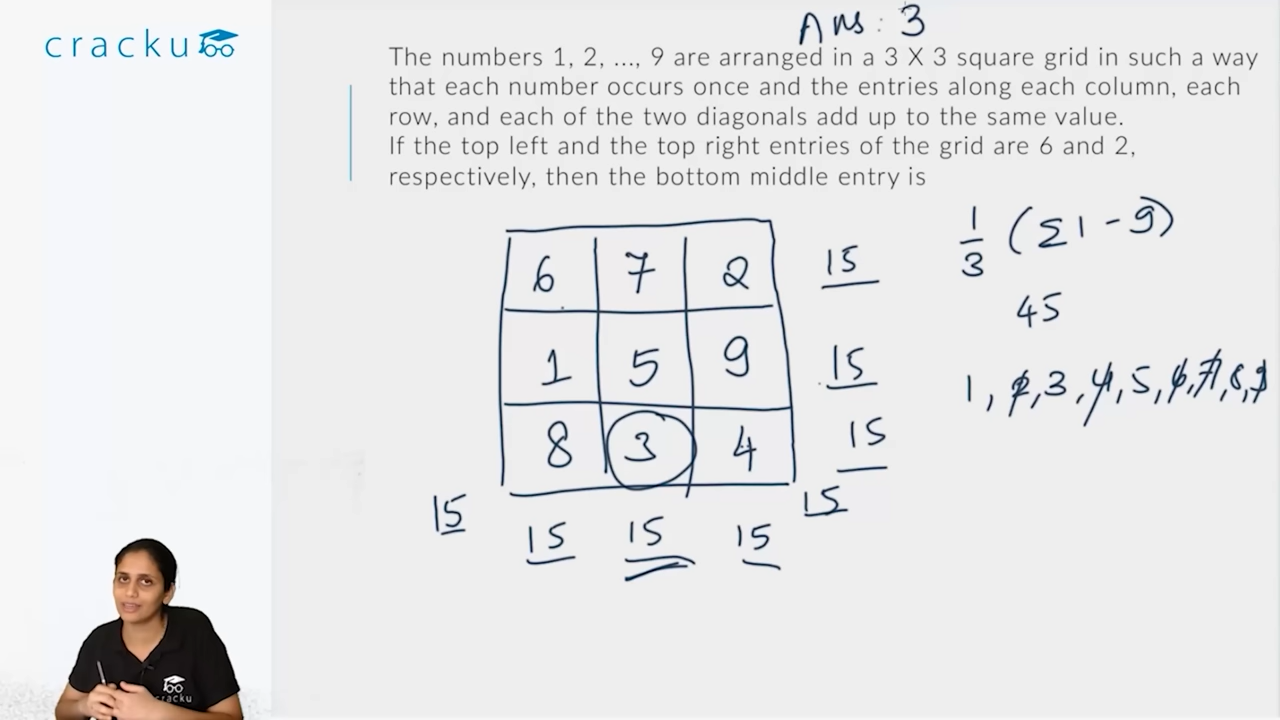 cracku
Ans : 3
The numbers 1, 2, ..., 9 are arranged in a 3 X 3 square grid in such a way
that each number occurs once and the entries along each column, each
row, and each of the two diagonals add up to the same value.
If the top left and the top right entries of the grid are 6 and 2,
respectively, then the bottom middle entry is
6 7 2 15
1 5 9 15
8 3 4 15
15 15
15 15 15
1/3 (Σ1-9)
45
1, 2, 3, 4, 5, 6, 7, 8, 9
cracku